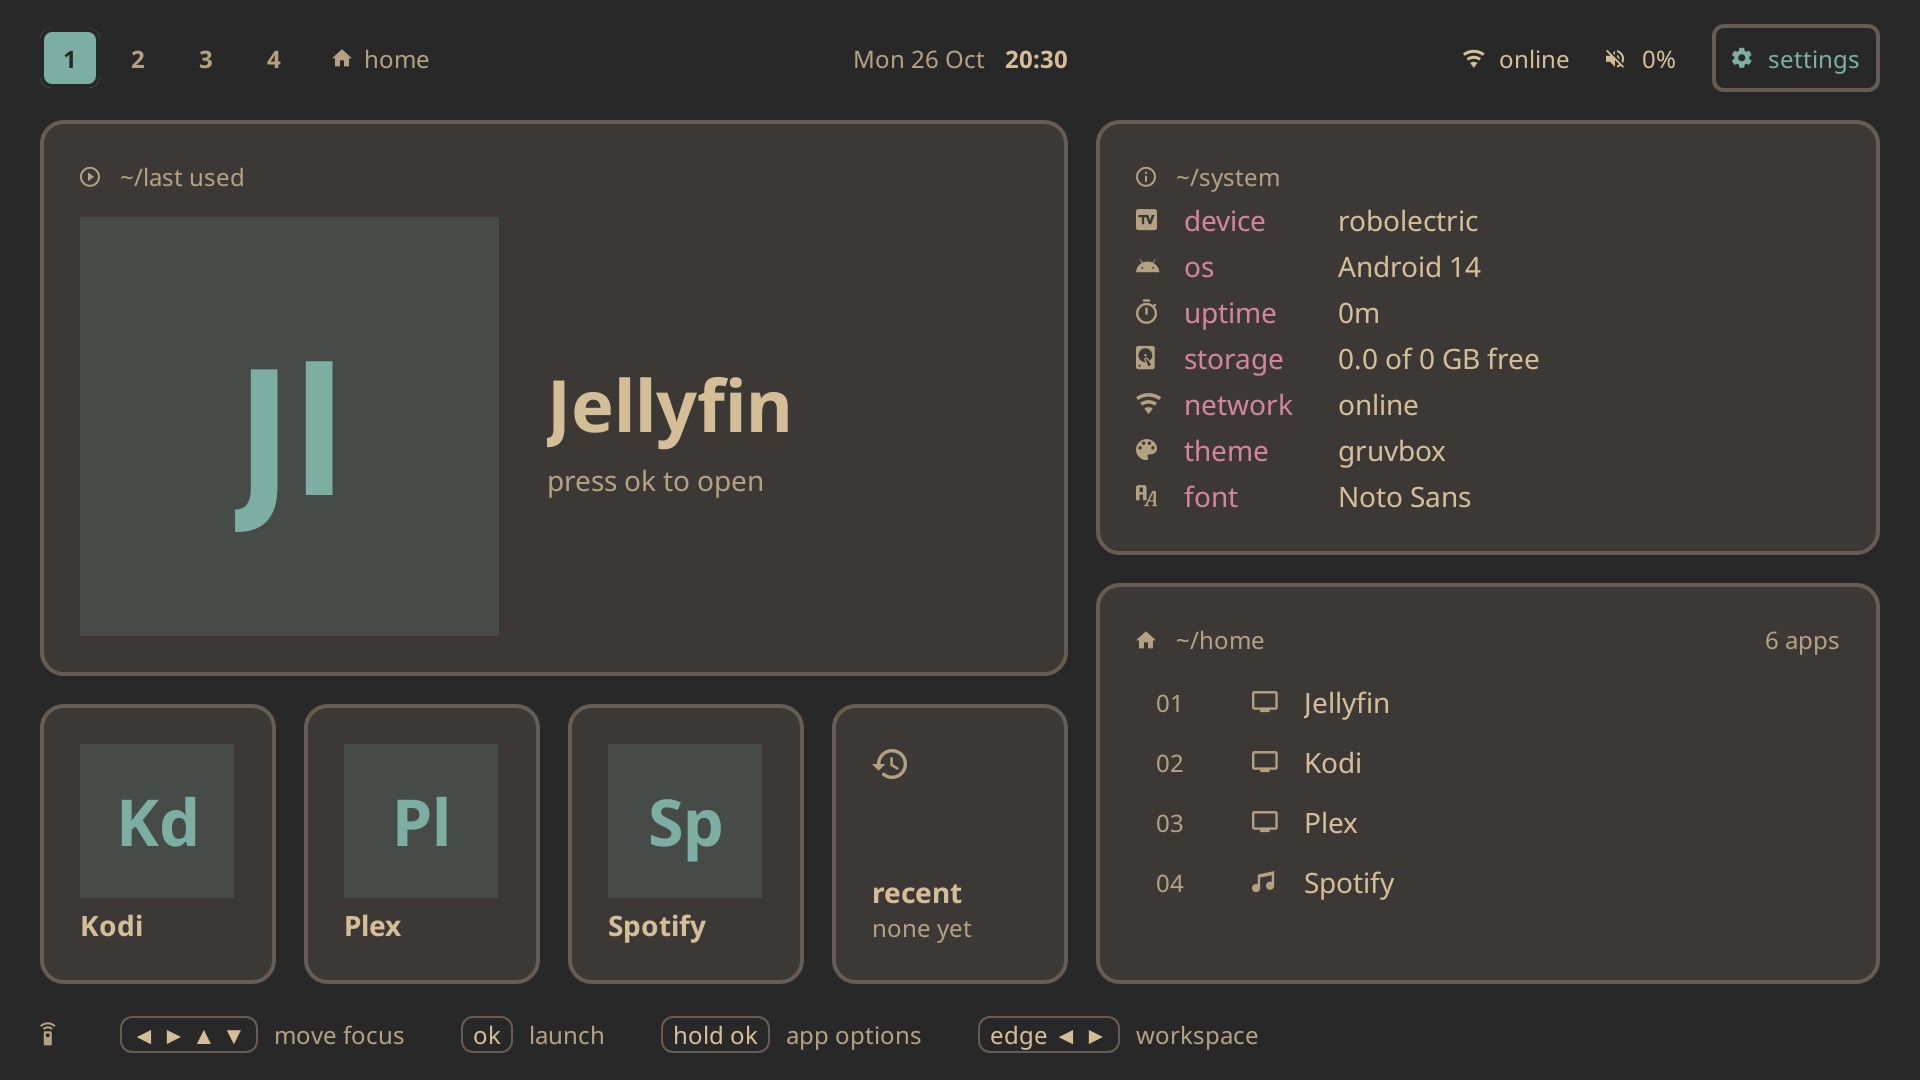 1 2 3 4 home
Mon 26 Oct 20:30
online 0% settings
~/last used
Jl
Jellyfin
press ok to open
Kd
Kodi
Pl
Plex
Sp
Spotify
recent
none yet
~/system
TV device robolectric
os Android 14
uptime 0m
storage 0.0 of 0 GB free
network online
theme gruvbox
font Noto Sans
~/home 6 apps
01 Jellyfin
02 Kodi
03 Plex
04 Spotify
◀ ▶ ▲ ▼ move focus ok launch hold ok app options edge ◀ ▶ workspace